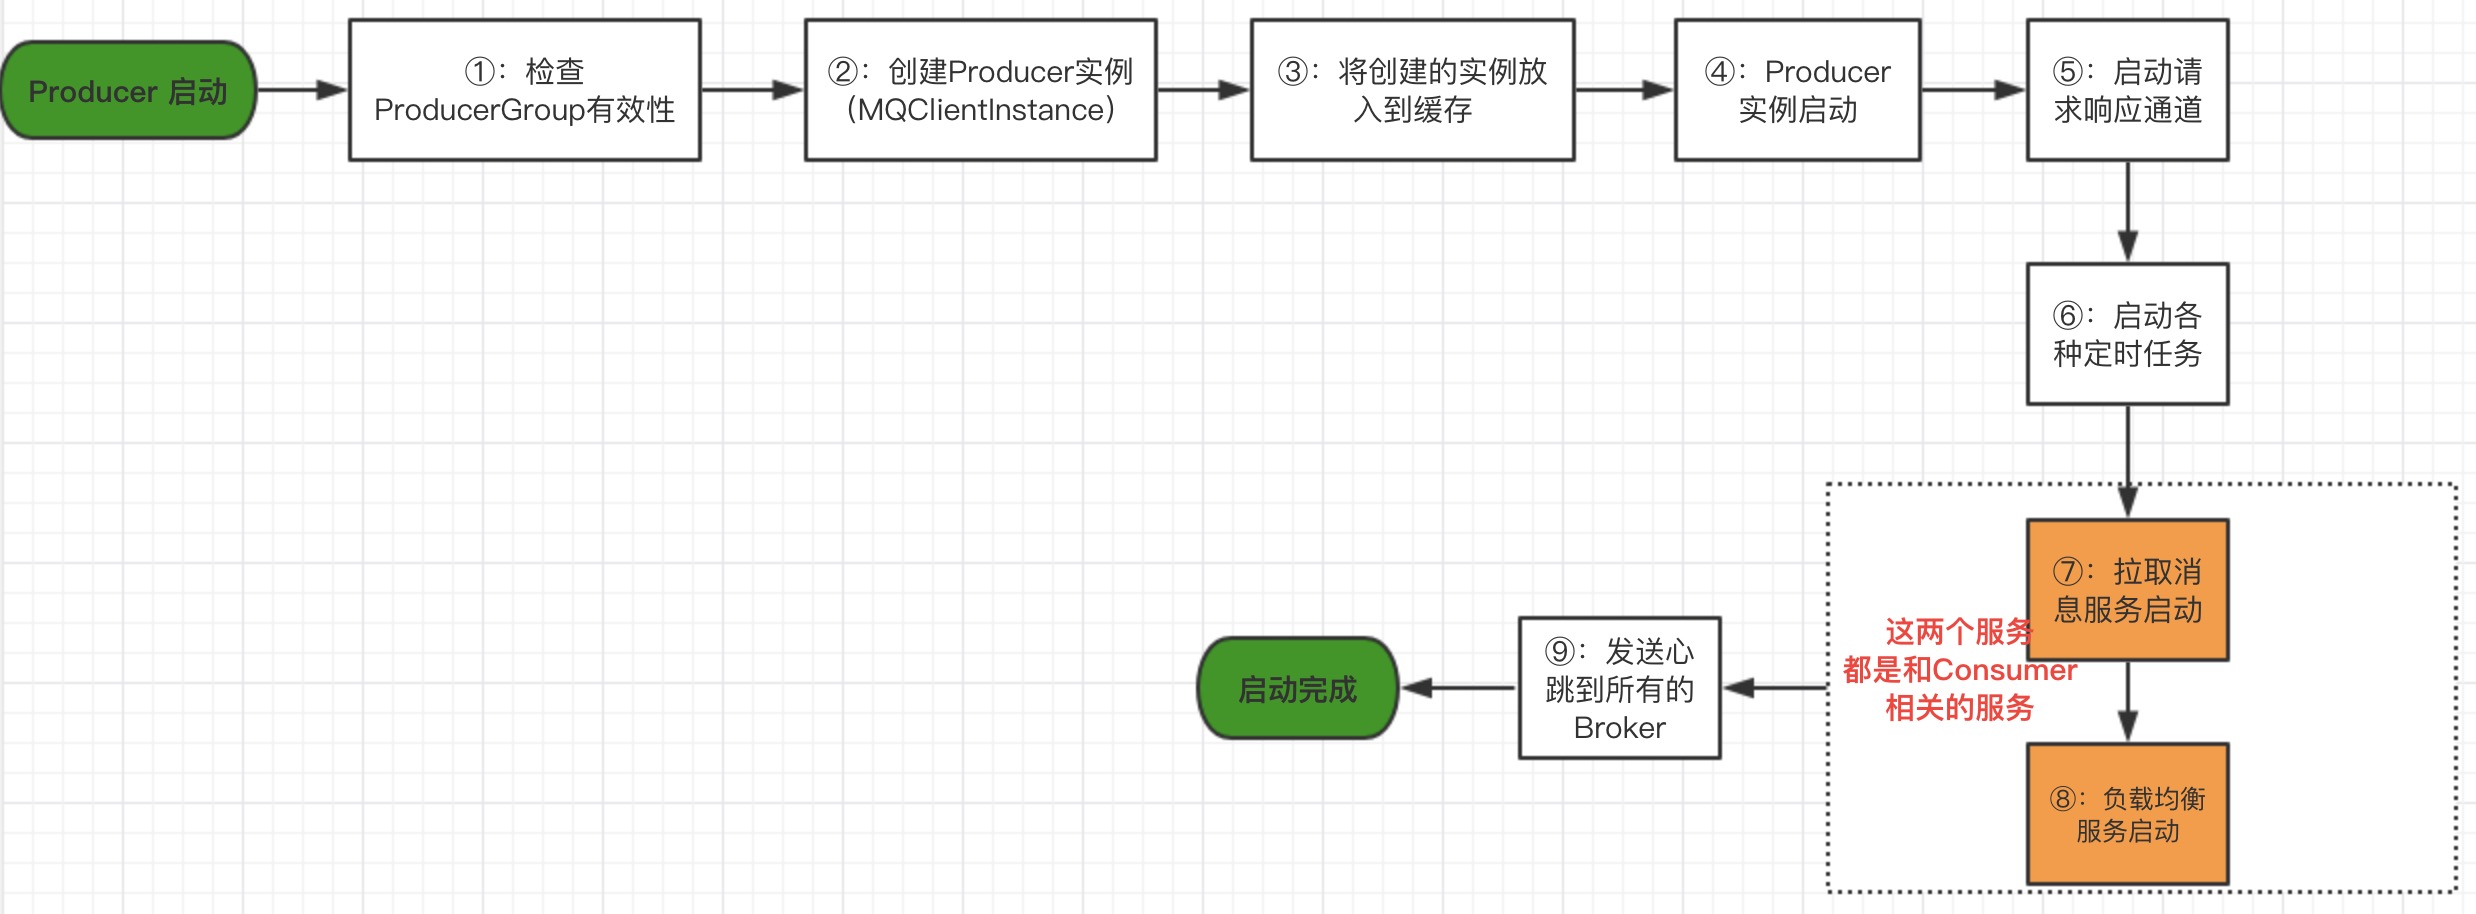 Producer 启动
①：检查
ProducerGroup有效性
②：创建Producer实例
（MQClientInstance）
③：将创建的实例放
入到缓存
④：Producer
实例启动
⑤：启动请
求响应通道
⑥：启动各
种定时任务
⑦：拉取消
息服务启动
这两个服务
都是和Consumer
相关的服务
⑧：负载均衡
服务启动
⑨：发送心
跳到所有的
Broker
启动完成